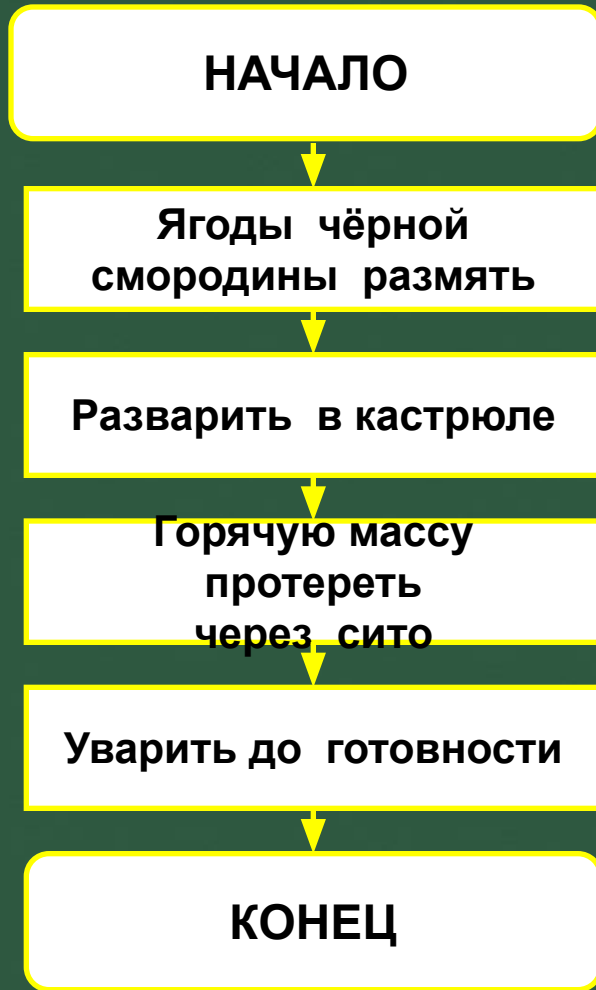 НАЧАЛО
Ягоды чёрной
смородины размять
Разварить в кастрюле
Горячую массу
протереть
через сито
Уварить до готовности
КОНЕЦ